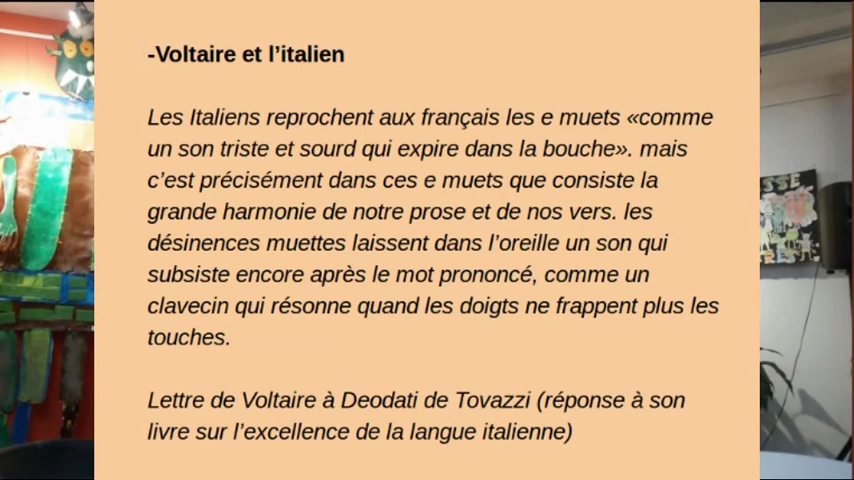 -Voltaire et l’italien
Les Italiens reprochent aux français les e muets «comme
un son triste et sourd qui expire dans la bouche». mais
c’est précisément dans ces e muets que consiste la
grande harmonie de notre prose et de nos vers. les
désinences muettes laissent dans l’oreille un son qui
subsiste encore après le mot prononcé, comme un
clavecin qui résonne quand les doigts ne frappent plus les
touches.
Lettre de Voltaire à Deodati de Tovazzi (réponse à son
livre sur l’excellence de la langue italienne)